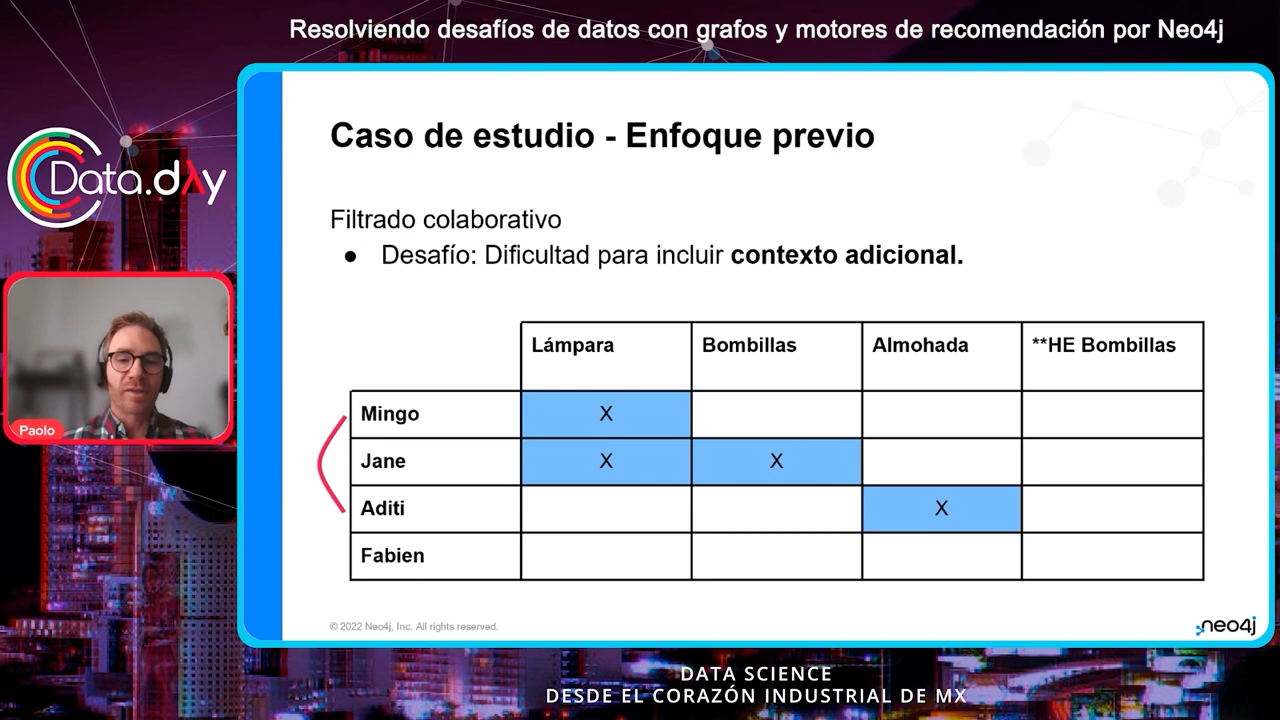 Resolviendo desafíos de datos con grafos y motores de recomendación por Neo4j
Data.day
Paolo
Caso de estudio - Enfoque previo
Filtrado colaborativo
● Desafío: Dificultad para incluir contexto adicional.
Lámpara Bombillas Almohada **HE Bombillas
Mingo X
Jane X X
Aditi X
Fabien
© 2022 Neo4j, Inc. All rights reserved.
neo4j
DATA SCIENCE
DESDE EL CORAZÓN INDUSTRIAL DE MX